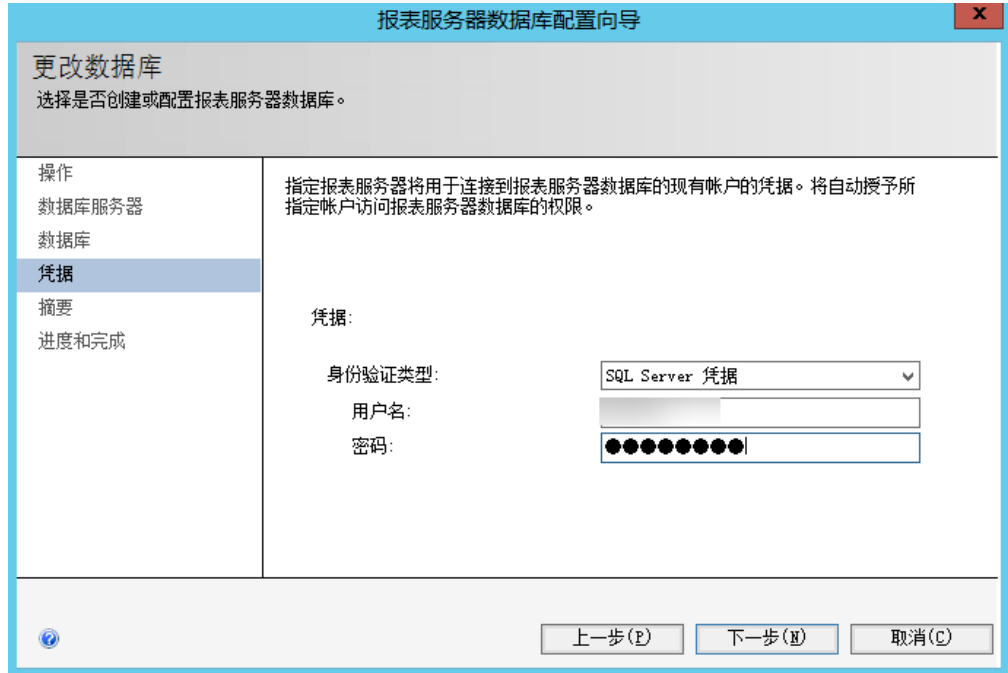 报表服务器数据库配置向导
x
更改数据库
选择是否创建或配置报表服务器数据库。
操作
数据库服务器
数据库
凭据
摘要
进度和完成
指定报表服务器将用于连接到报表服务器数据库的现有帐户的凭据。将自动授予所
指定帐户访问报表服务器数据库的权限。
凭据:
身份验证类型:
SQL Server 凭据
用户名:
密码:
●●●●●●●●
?
上一步(P)
下一步(N)
取消(C)